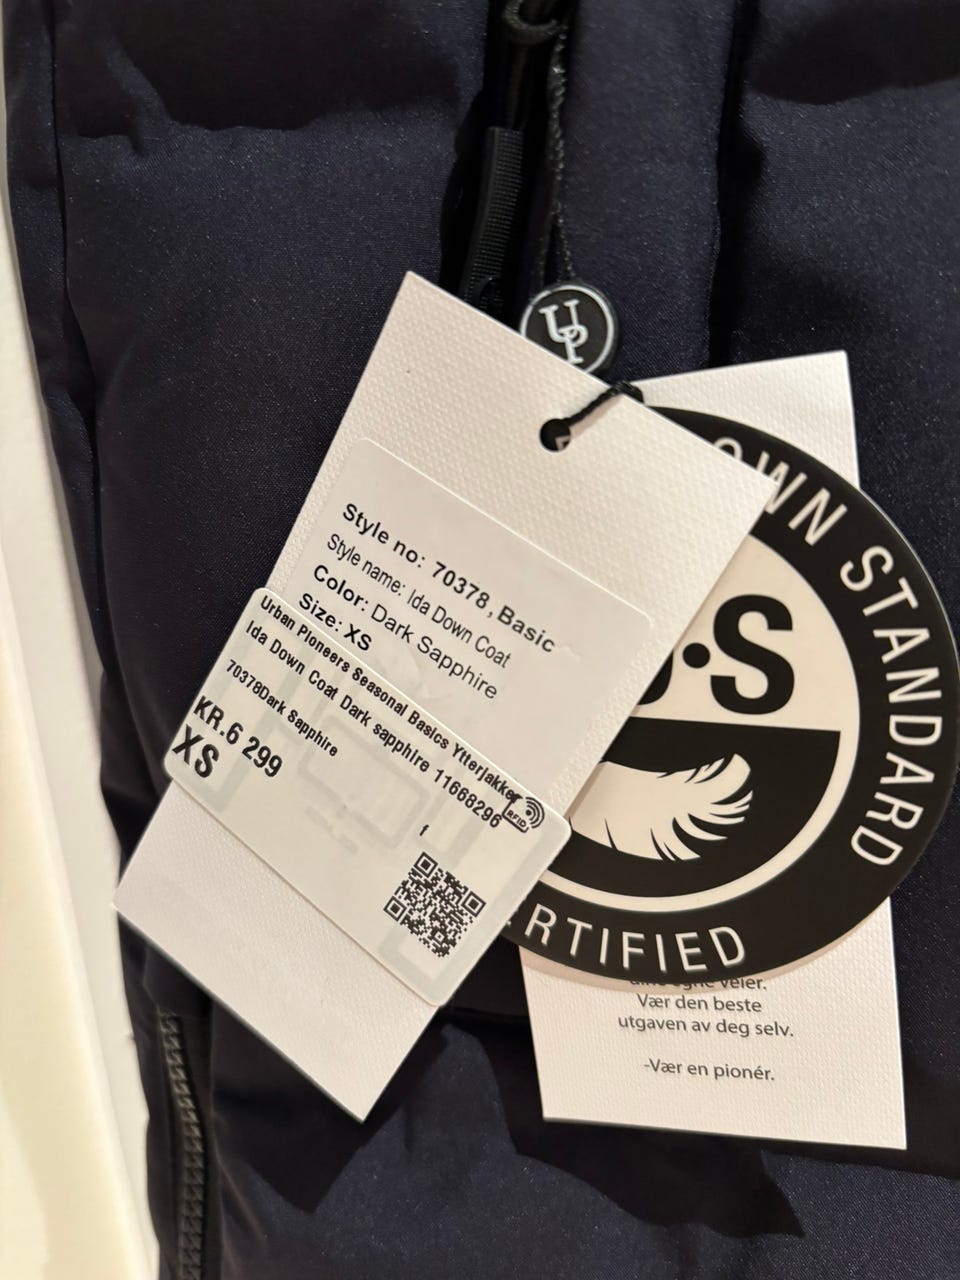 UP
Style no: 70378, Basic
Style name: Ida Down Coat
Color: Dark Sapphire
Size: XS
Urban Pioneers Seasonal Basics Ytterjakker
Ida Down Coat Dark sapphire 11668296
70378Dark Sapphire
KR.6 299
XS
RFID
f
STANDARD
S
veier.
Vær den beste
utgaven av deg selv.
-Vær en pionér.